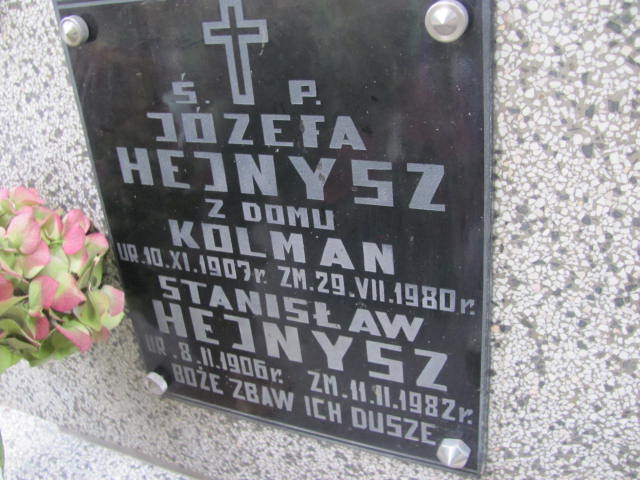 Ś. P.
JÓZEFA
HEJNYSZ
Z DOMU
KOLMAN
UR. 10. XI. 1907 r. ZM. 29. VII. 1980 r.
STANISŁAW
HEJNYSZ
UR. 8. II. 1906 r. ZM. 11. II. 1982 r.
BOŻE ZBAW ICH DUSZE